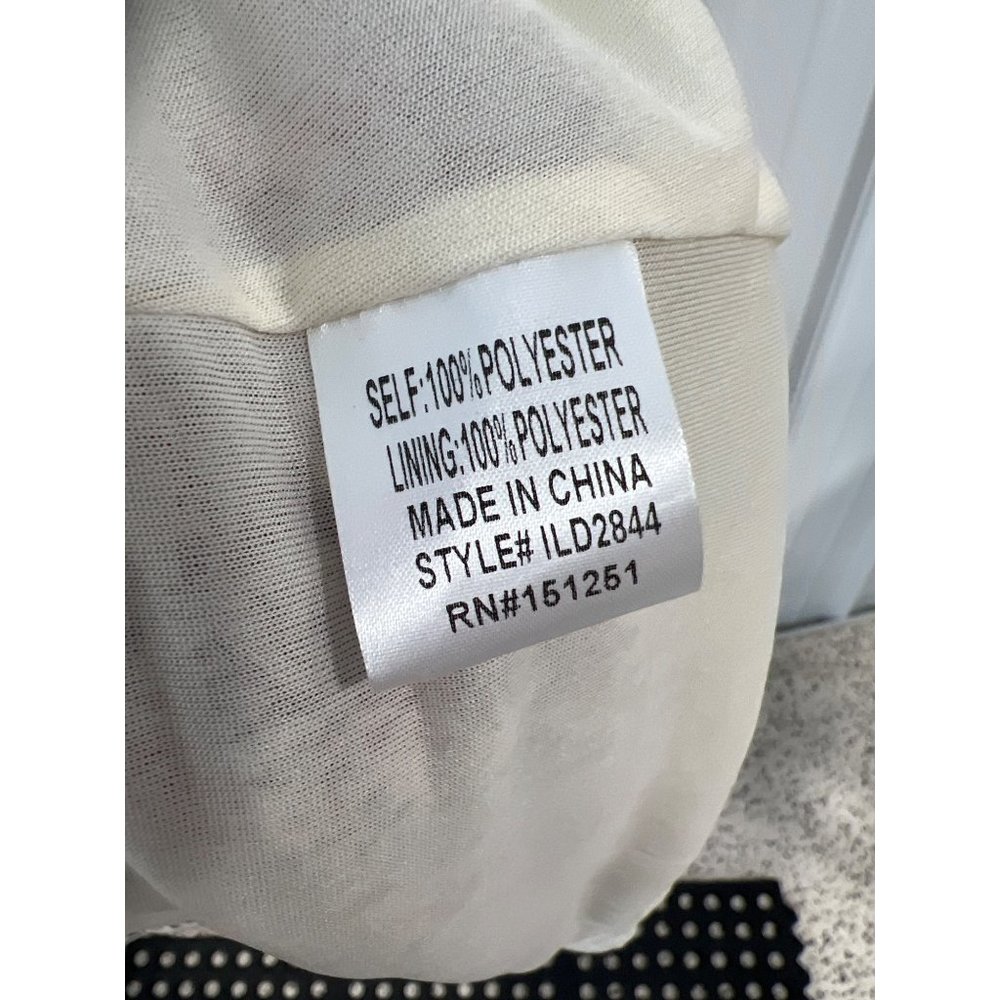 SELF:100%POLYESTER
LINING:100%POLYESTER
MADE IN CHINA
STYLE# ILD2844
RN#151251